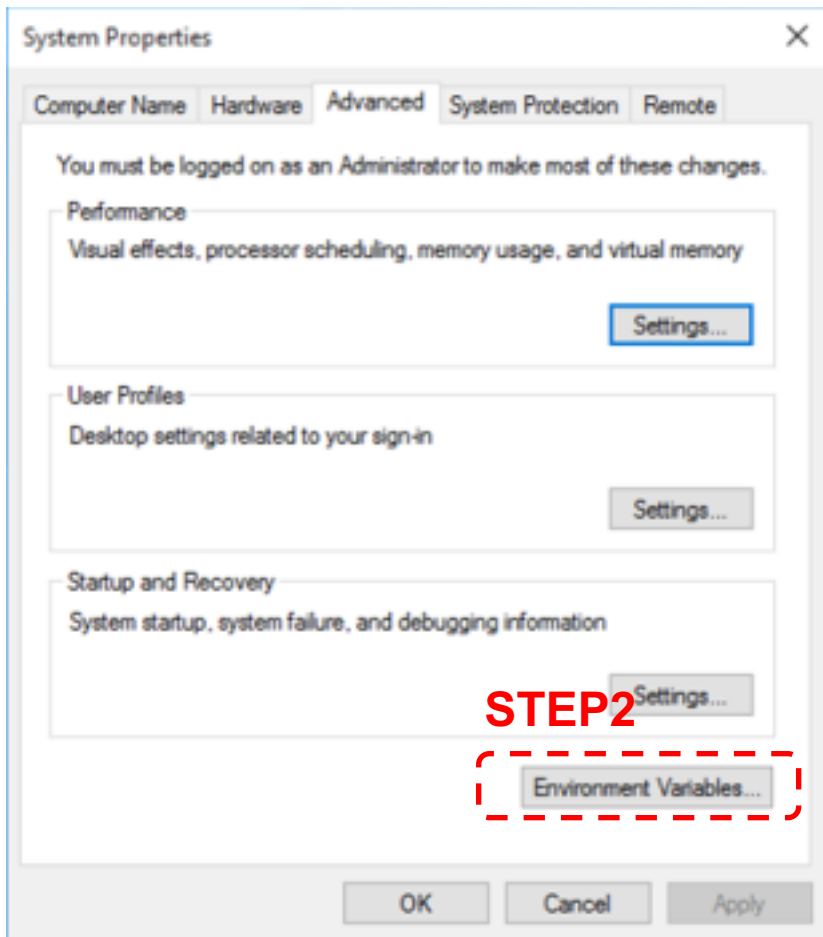 System Properties
Computer Name Hardware Advanced System Protection Remote
You must be logged on as an Administrator to make most of these changes.
Performance
Visual effects, processor scheduling, memory usage, and virtual memory
Settings...
User Profiles
Desktop settings related to your sign-in
Settings...
Startup and Recovery
System startup, system failure, and debugging information
Settings...
STEP2
Environment Variables...
OK Cancel Apply